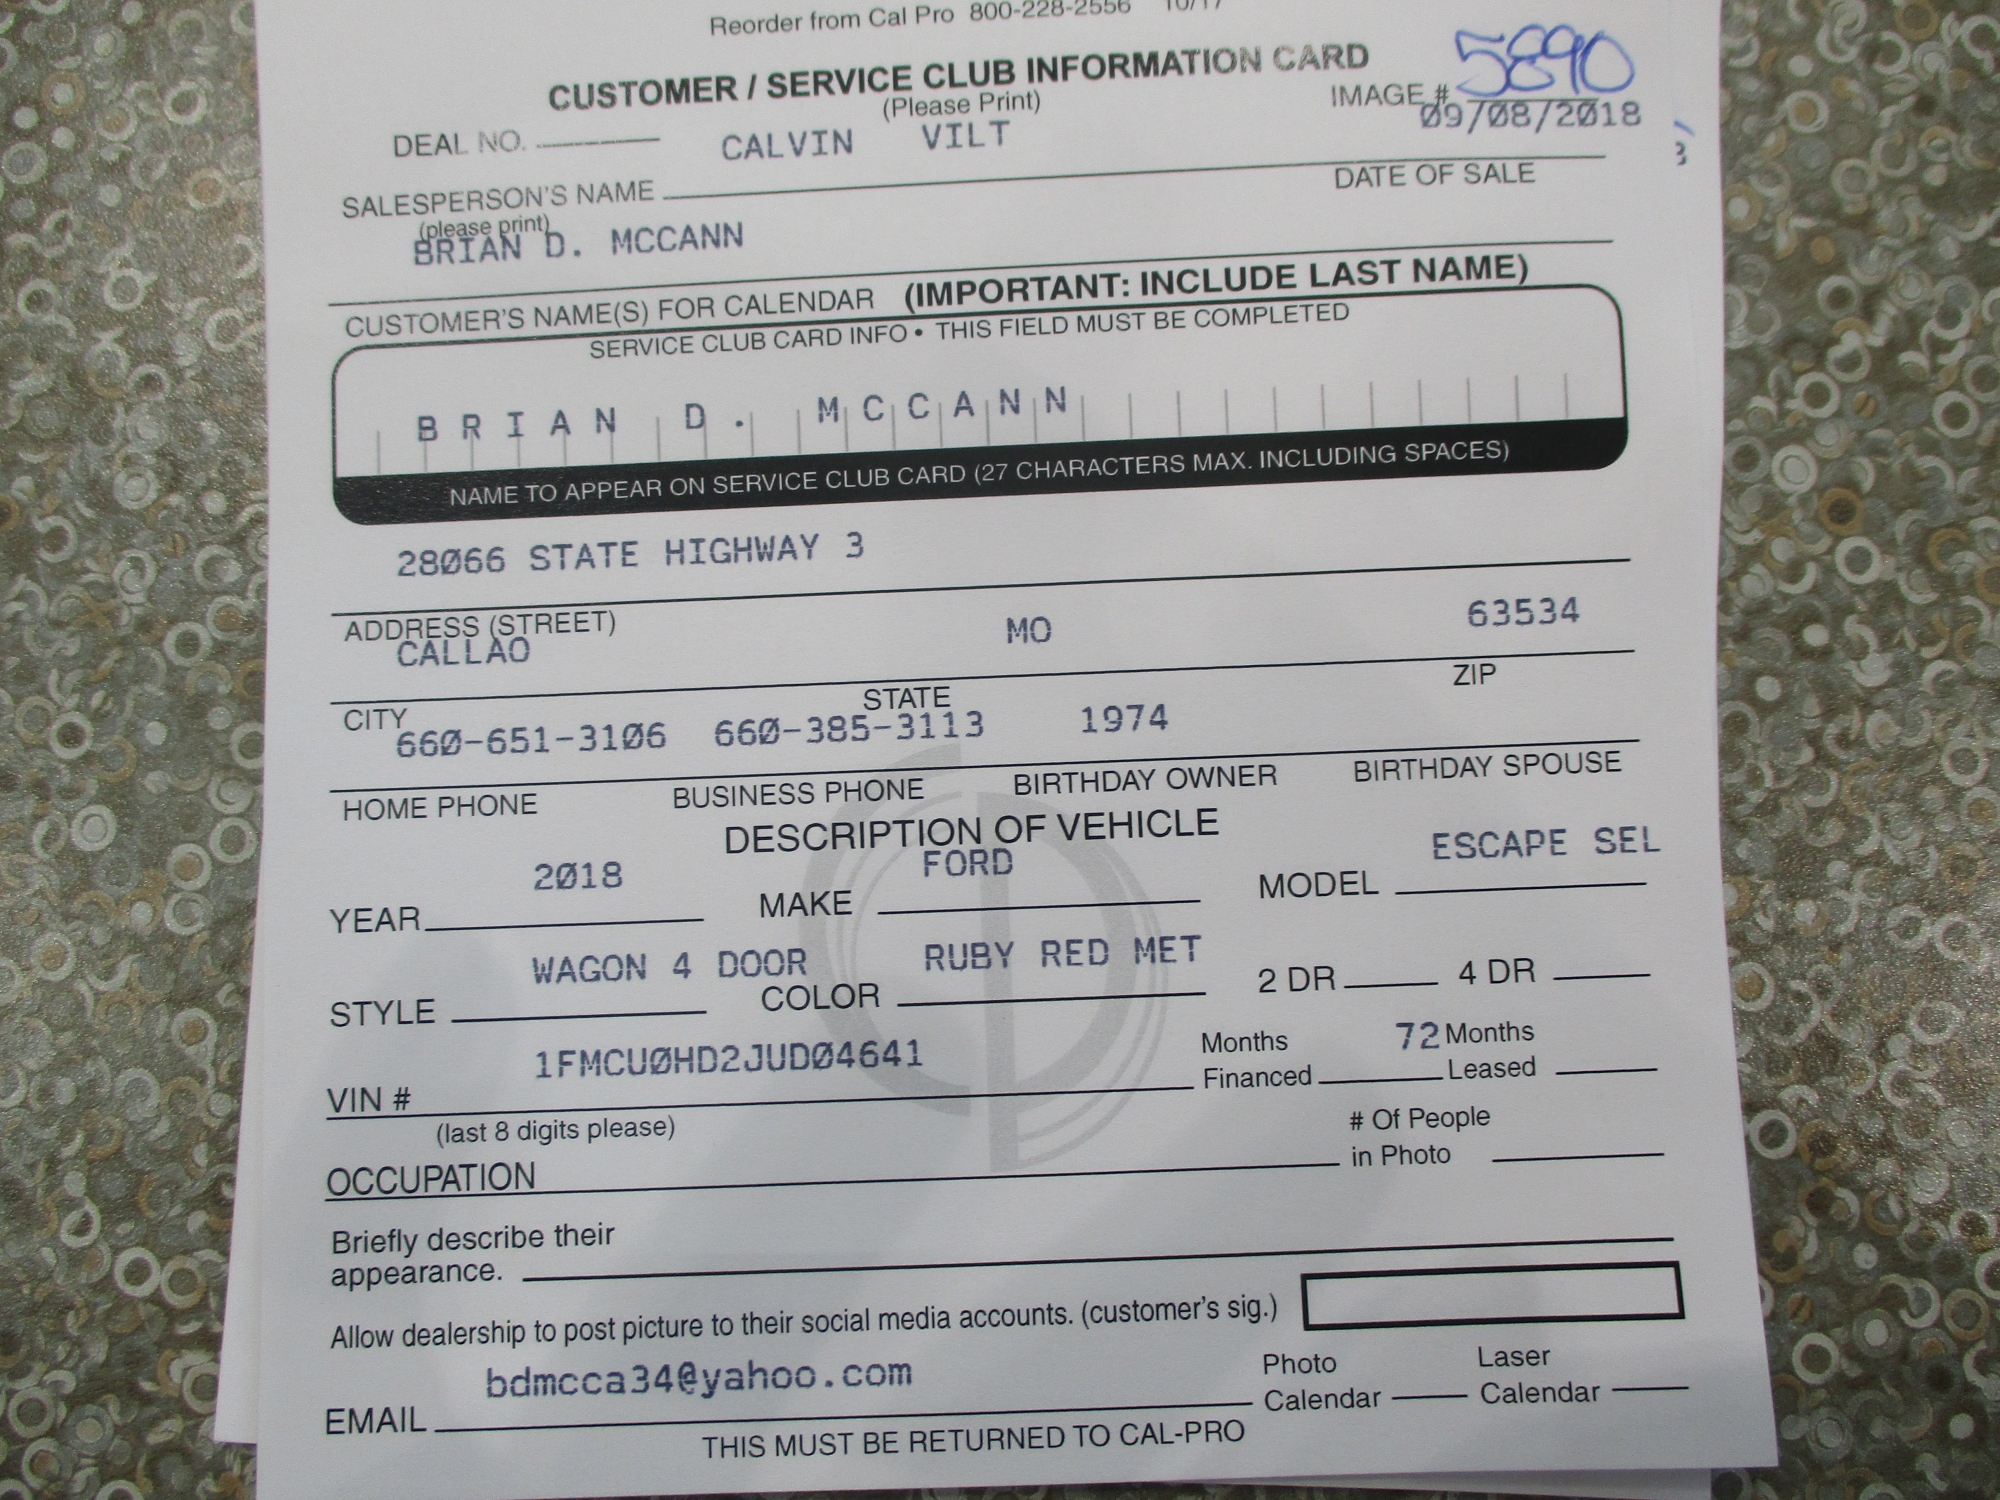 Reorder from Cal Pro 800-228-2556 10/17
CUSTOMER / SERVICE CLUB INFORMATION CARD
(Please Print)
IMAGE # 5890
DEAL NO. CALVIN VILT 09/08/2018
SALESPERSON'S NAME DATE OF SALE
(please print)
BRIAN D. MCCANN
CUSTOMER'S NAME(S) FOR CALENDAR (IMPORTANT: INCLUDE LAST NAME)
SERVICE CLUB CARD INFO • THIS FIELD MUST BE COMPLETED
BRIAN D. MCCANN
NAME TO APPEAR ON SERVICE CLUB CARD (27 CHARACTERS MAX. INCLUDING SPACES)
28066 STATE HIGHWAY 3
ADDRESS (STREET)
CALLAO MO 63534
CITY STATE ZIP
660-651-3106 660-385-3113 1974
HOME PHONE BUSINESS PHONE BIRTHDAY OWNER BIRTHDAY SPOUSE
DESCRIPTION OF VEHICLE
2018 FORD ESCAPE SEL
YEAR MAKE MODEL
WAGON 4 DOOR RUBY RED MET
STYLE COLOR 2 DR 4 DR
1FMCU0HD2JUD04641 Months 72 Months
VIN # Financed Leased
(last 8 digits please) # Of People
OCCUPATION in Photo
Briefly describe their
appearance.
Allow dealership to post picture to their social media accounts. (customer's sig.)
bdmcca34@yahoo.com Photo Laser
EMAIL Calendar Calendar
THIS MUST BE RETURNED TO CAL-PRO